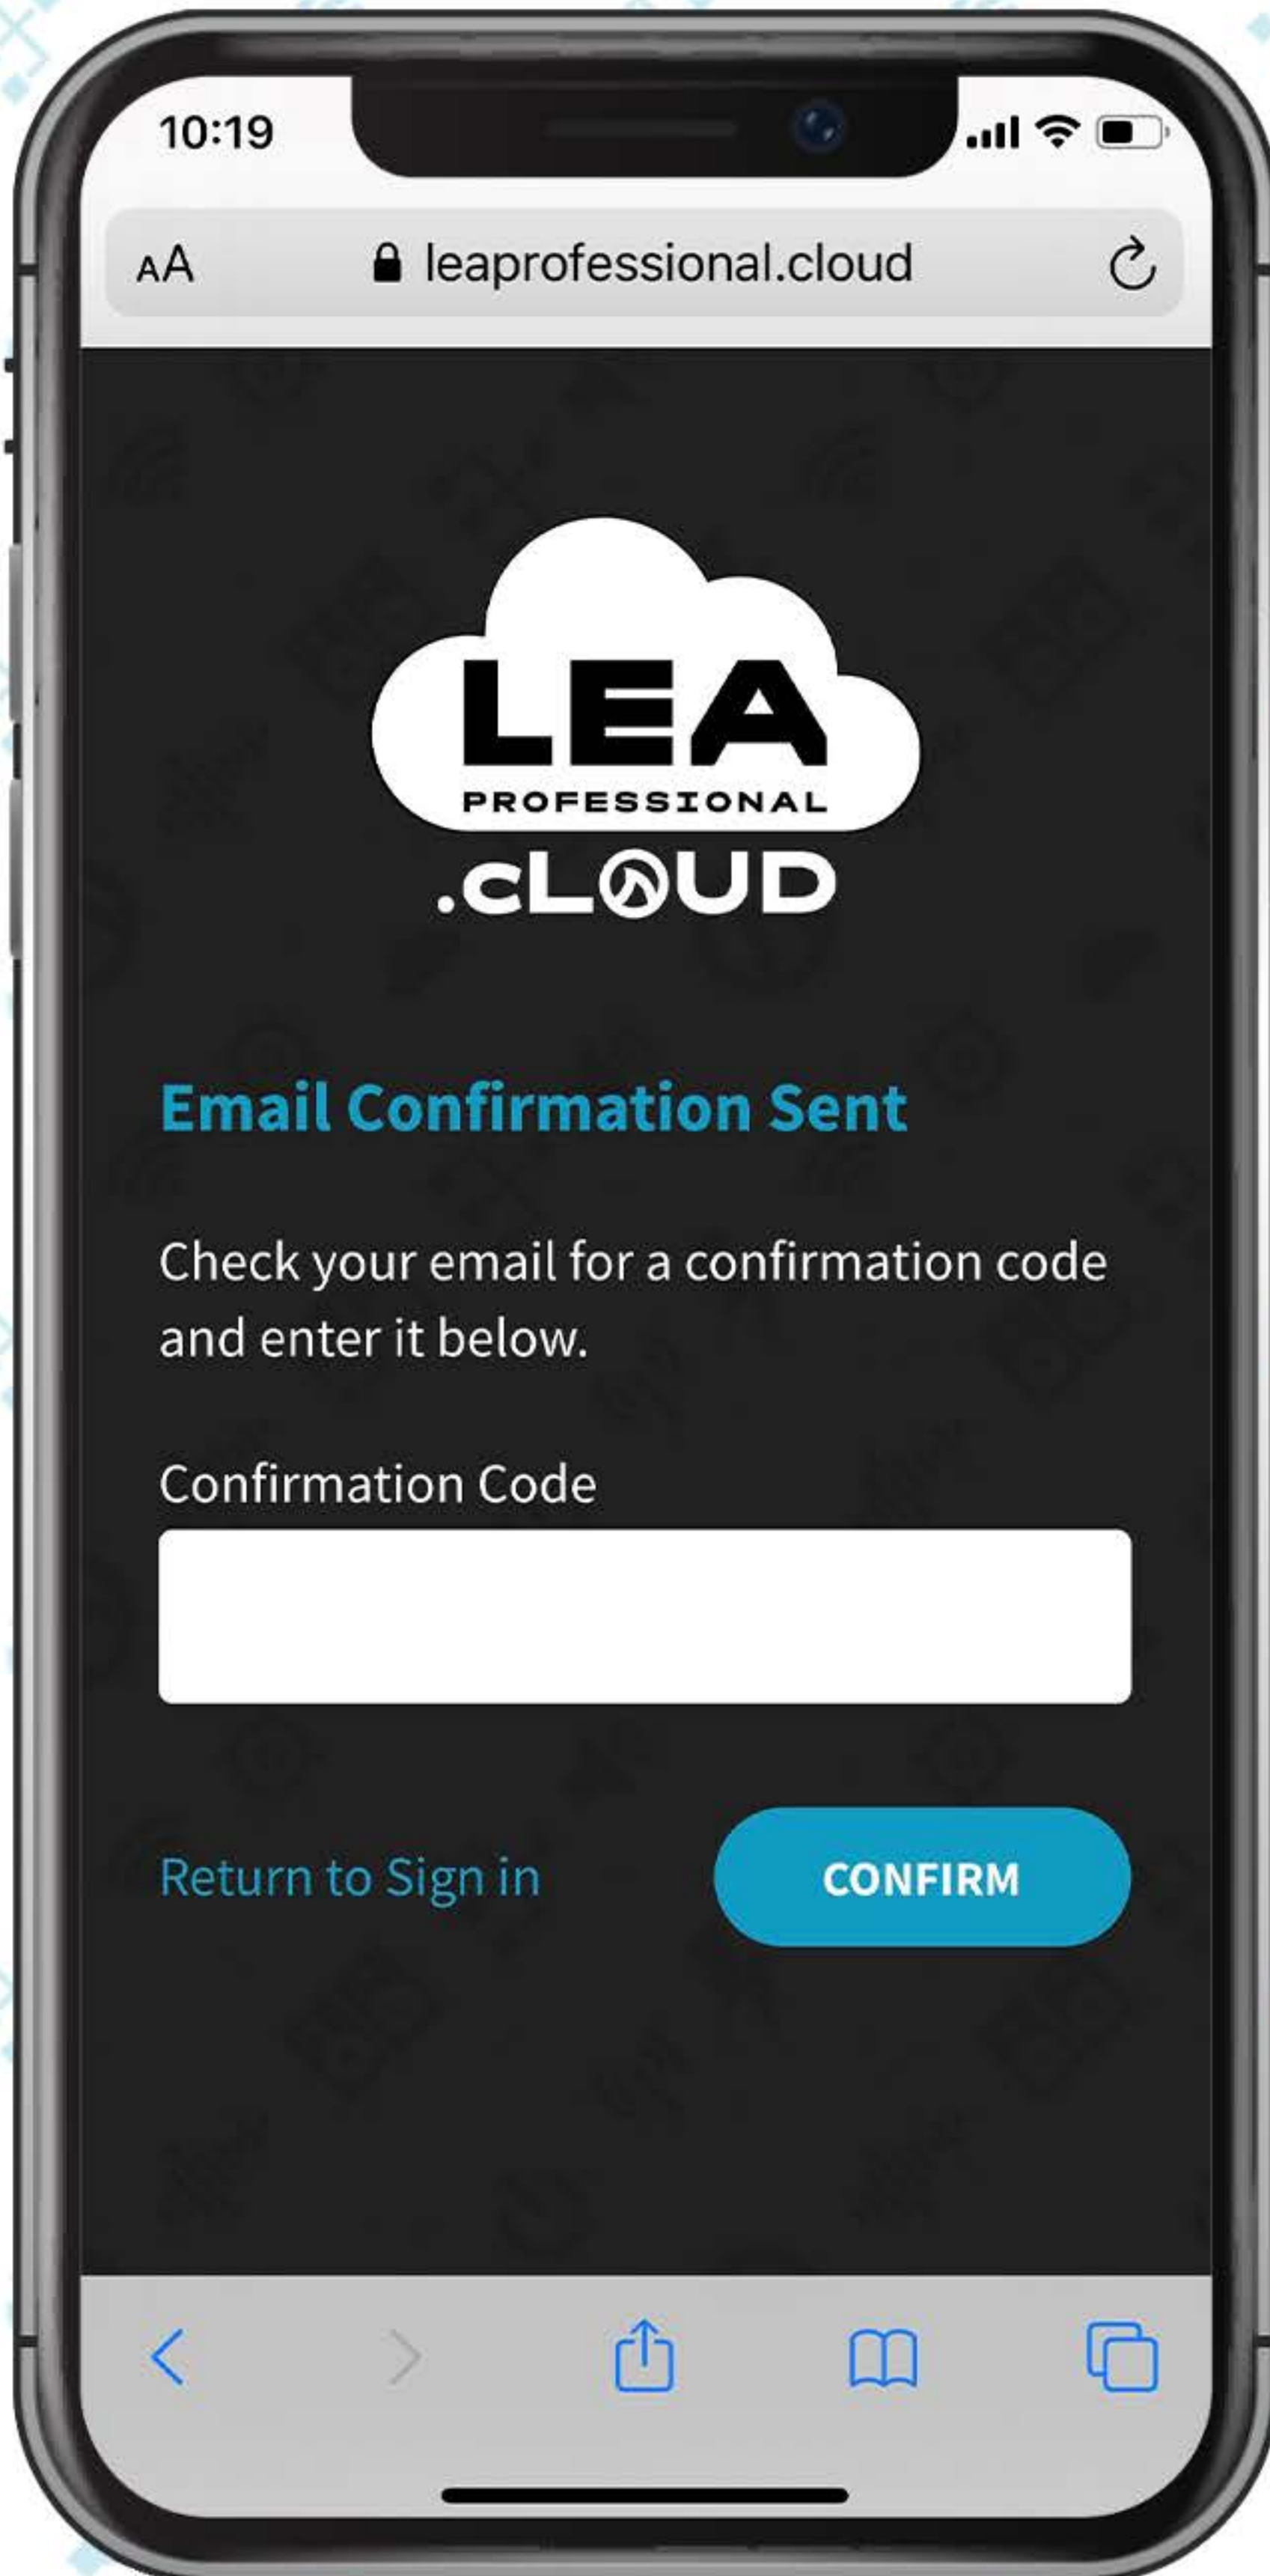 10:19
AA leaprofessional.cloud
LEA
PROFESSIONAL
.cLOUD
Email Confirmation Sent
Check your email for a confirmation code
and enter it below.
Confirmation Code
Return to Sign in CONFIRM